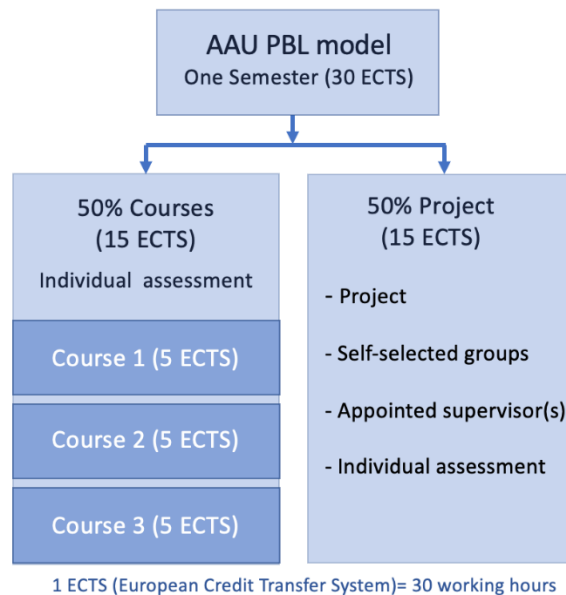 AAU PBL model
One Semester (30 ECTS)
50% Courses
(15 ECTS)
Individual assessment
Course 1 (5 ECTS)
Course 2 (5 ECTS)
Course 3 (5 ECTS)
50% Project
(15 ECTS)
- Project
- Self-selected groups
- Appointed supervisor(s)
- Individual assessment
1 ECTS (European Credit Transfer System)= 30 working hours